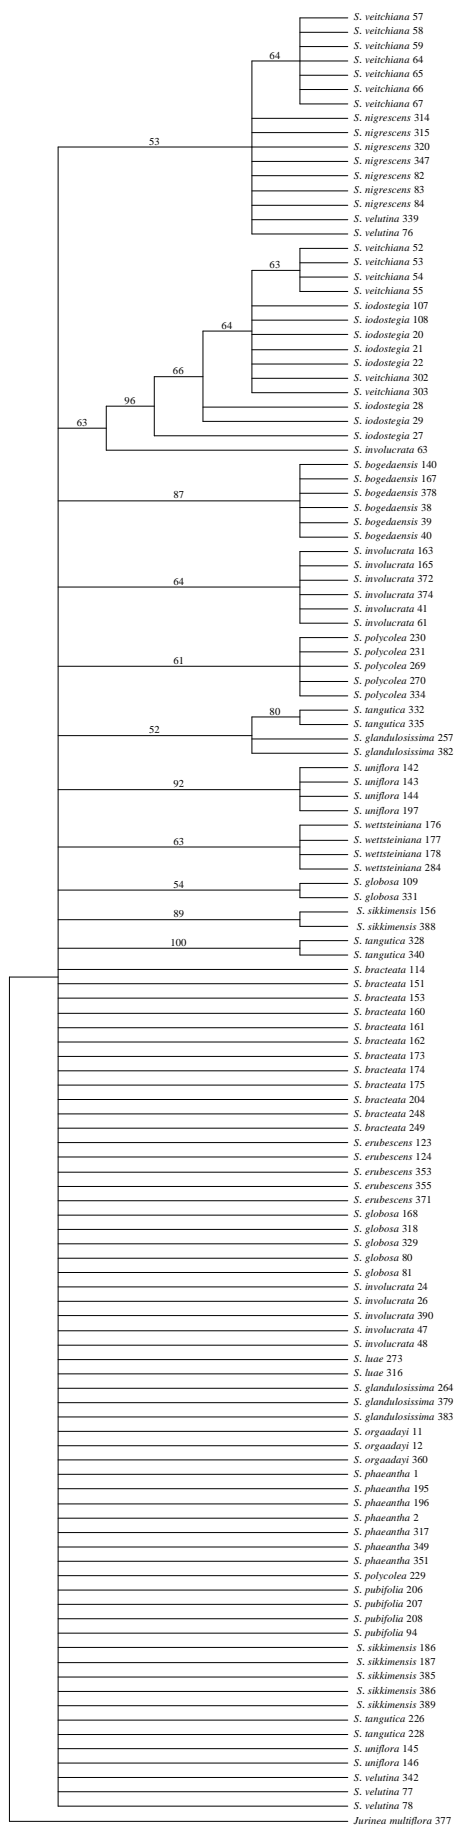 S. veitchiana 57
S. veitchiana 58
S. veitchiana 59
64 S. veitchiana 64
S. veitchiana 65
S. veitchiana 66
S. veitchiana 67
S. nigrescens 314
S. nigrescens 315
53 S. nigrescens 320
S. nigrescens 347
S. nigrescens 82
S. nigrescens 83
S. nigrescens 84
S. velutina 339
S. velutina 76
S. veitchiana 52
63 S. veitchiana 53
S. veitchiana 54
S. veitchiana 55
S. iodostegia 107
S. iodostegia 108
64 S. iodostegia 20
S. iodostegia 21
S. iodostegia 22
66 S. veitchiana 302
S. veitchiana 303
96 S. iodostegia 28
S. iodostegia 29
63 S. iodostegia 27
S. involucrata 63
S. bogedaensis 140
S. bogedaensis 167
87 S. bogedaensis 378
S. bogedaensis 38
S. bogedaensis 39
S. bogedaensis 40
S. involucrata 163
S. involucrata 165
64 S. involucrata 372
S. involucrata 374
S. involucrata 41
S. involucrata 61
S. polycolea 230
S. polycolea 231
61 S. polycolea 269
S. polycolea 270
S. polycolea 334
80 S. tangutica 332
S. tangutica 335
52 S. glandulosissima 257
S. glandulosissima 382
S. uniflora 142
92 S. uniflora 143
S. uniflora 144
S. uniflora 197
S. wettsteiniana 176
63 S. wettsteiniana 177
S. wettsteiniana 178
S. wettsteiniana 284
54 S. globosa 109
S. globosa 331
89 S. sikkimensis 156
S. sikkimensis 388
100 S. tangutica 328
S. tangutica 340
S. bracteata 114
S. bracteata 151
S. bracteata 153
S. bracteata 160
S. bracteata 161
S. bracteata 162
S. bracteata 173
S. bracteata 174
S. bracteata 175
S. bracteata 204
S. bracteata 248
S. bracteata 249
S. erubescens 123
S. erubescens 124
S. erubescens 353
S. erubescens 355
S. erubescens 371
S. globosa 168
S. globosa 318
S. globosa 329
S. globosa 80
S. globosa 81
S. involucrata 24
S. involucrata 26
S. involucrata 390
S. involucrata 47
S. involucrata 48
S. luae 273
S. luae 316
S. glandulosissima 264
S. glandulosissima 379
S. glandulosissima 383
S. orgaadayi 11
S. orgaadayi 12
S. orgaadayi 360
S. phaeantha 1
S. phaeantha 195
S. phaeantha 196
S. phaeantha 2
S. phaeantha 317
S. phaeantha 349
S. phaeantha 351
S. polycolea 229
S. pubifolia 206
S. pubifolia 207
S. pubifolia 208
S. pubifolia 94
S. sikkimensis 186
S. sikkimensis 187
S. sikkimensis 385
S. sikkimensis 386
S. sikkimensis 389
S. tangutica 226
S. tangutica 228
S. uniflora 145
S. uniflora 146
S. velutina 342
S. velutina 77
S. velutina 78
Jurinea multiflora 377